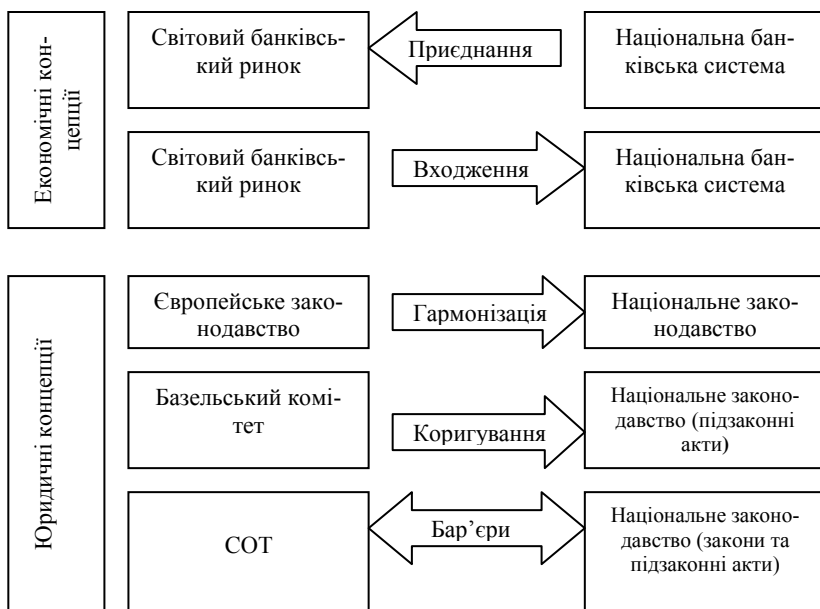 Економічні кон-
цепції
Світовий банківсь-
кий ринок
Приєднання
Національна бан-
ківська система
Світовий банківсь-
кий ринок
Входження
Національна бан-
ківська система
Юридичні концепції
Європейське зако-
нодавство
Гармонізація
Національне зако-
нодавство
Базельський комі-
тет
Коригування
Національне законо-
давство (підзаконні
акти)
СОТ
Бар’єри
Національне законо-
давство (закони та
підзаконні акти)